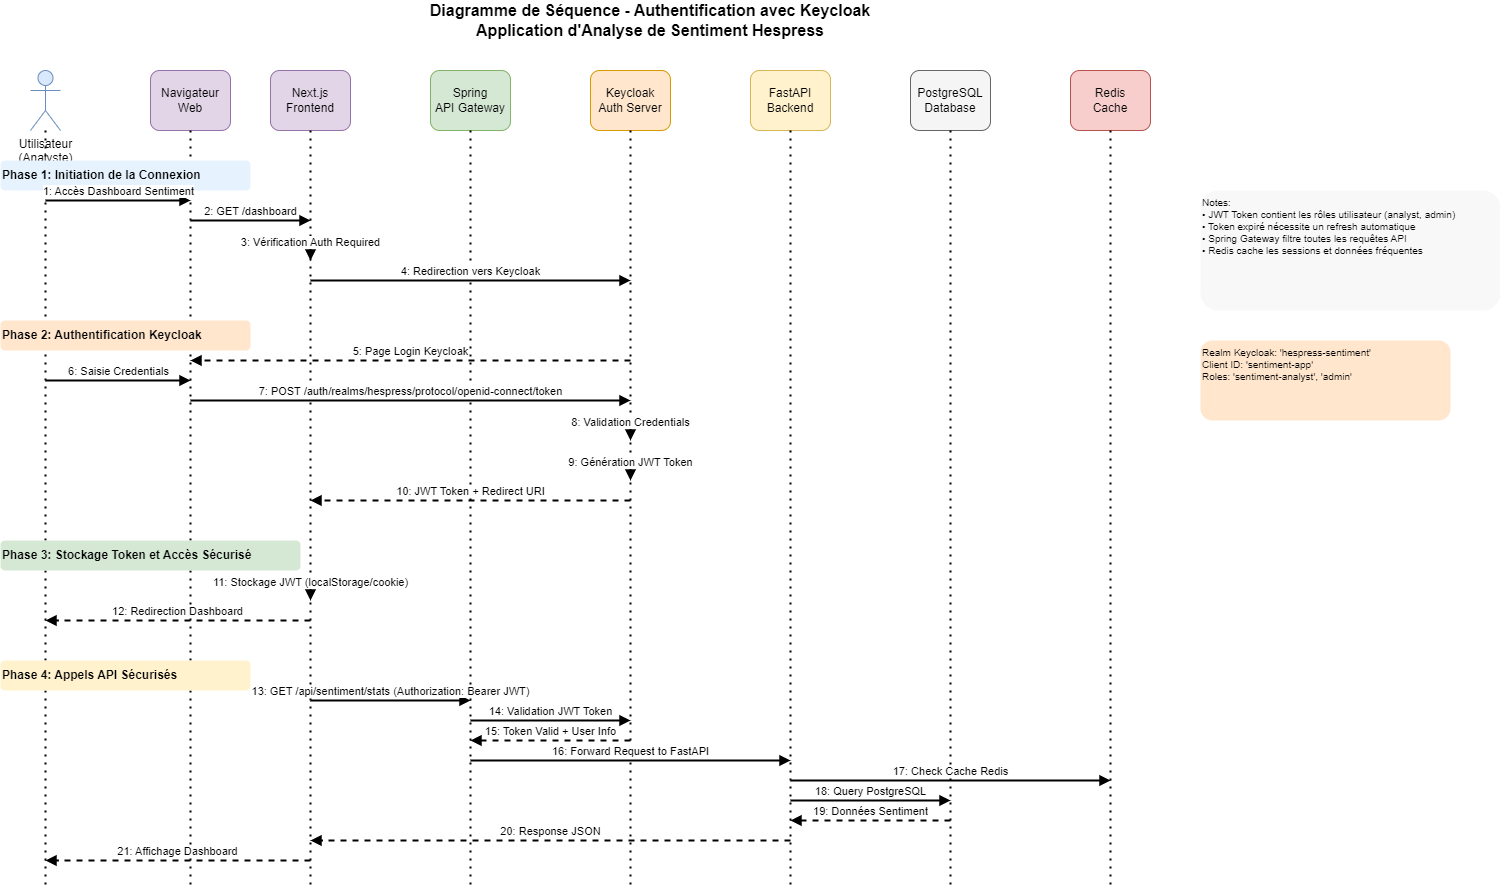 Diagramme de Séquence - Authentification avec Keycloak
Application d'Analyse de Sentiment Hespress
Utilisateur
(Analyste)
Navigateur
Web
Next.js
Frontend
Spring
API Gateway
Keycloak
Auth Server
FastAPI
Backend
PostgreSQL
Database
Redis
Cache
Phase 1: Initiation de la Connexion
1: Accès Dashboard Sentiment
2: GET /dashboard
3: Vérification Auth Required
4: Redirection vers Keycloak
Notes:
• JWT Token contient les rôles utilisateur (analyst, admin)
• Token expiré nécessite un refresh automatique
• Spring Gateway filtre toutes les requêtes API
• Redis cache les sessions et données fréquentes
Phase 2: Authentification Keycloak
5: Page Login Keycloak
6: Saisie Credentials
7: POST /auth/realms/hespress/protocol/openid-connect/token
8: Validation Credentials
9: Génération JWT Token
10: JWT Token + Redirect URI
Realm Keycloak: 'hespress-sentiment'
Client ID: 'sentiment-app'
Roles: 'sentiment-analyst', 'admin'
Phase 3: Stockage Token et Accès Sécurisé
11: Stockage JWT (localStorage/cookie)
12: Redirection Dashboard
Phase 4: Appels API Sécurisés
13: GET /api/sentiment/stats (Authorization: Bearer JWT)
14: Validation JWT Token
15: Token Valid + User Info
16: Forward Request to FastAPI
17: Check Cache Redis
18: Query PostgreSQL
19: Données Sentiment
20: Response JSON
21: Affichage Dashboard